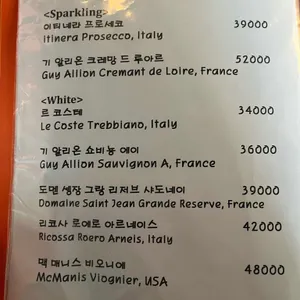 <Sparkling>
이티네라 프로세코 39000
Itinera Prosecco, Italy
기 알리온 크레망 드 루아르 52000
Guy Allion Cremant de Loire, France
<White>
르 코스테 34000
Le Coste Trebbiano, Italy
기 알리온 쇼비뇽 에이 36000
Guy Allion Sauvignon A, France
도멘 생장 그랑 리저브 샤도네이 39000
Domaine Saint Jean Grande Reserve, France
리코사 로에로 아르네이스 42000
Ricossa Roero Arneis, Italy
맥 매니스 비오니에 48000
McManis Viognier, USA